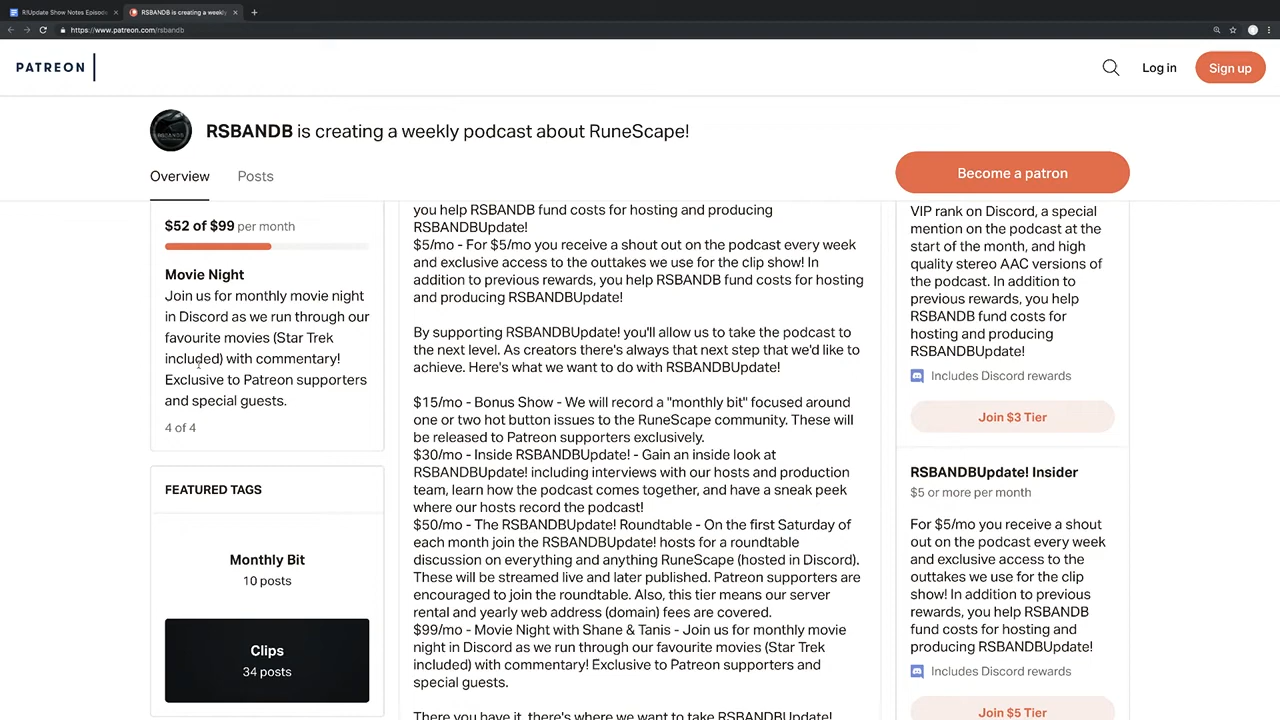 R!Update Show Notes Episode
RSBANDB is creating a weekly
https://www.patreon.com/rsbandb
PATREON
Log in
Sign up
RSBANDB is creating a weekly podcast about RuneScape!
Overview
Posts
Become a patron
$52 of $99 per month
Movie Night
Join us for monthly movie night
in Discord as we run through our
favourite movies (Star Trek
included) with commentary!
Exclusive to Patreon supporters
and special guests.
4 of 4
FEATURED TAGS
Monthly Bit
10 posts
Clips
34 posts
you help RSBANDB fund costs for hosting and producing
RSBANDBUpdate!
$5/mo - For $5/mo you receive a shout out on the podcast every week
and exclusive access to the outtakes we use for the clip show! In
addition to previous rewards, you help RSBANDB fund costs for hosting
and producing RSBANDBUpdate!
By supporting RSBANDBUpdate! you'll allow us to take the podcast to
the next level. As creators there's always that next step that we'd like to
achieve. Here's what we want to do with RSBANDBUpdate!
$15/mo - Bonus Show - We will record a "monthly bit" focused around
one or two hot button issues to the RuneScape community. These will
be released to Patreon supporters exclusively.
$30/mo - Inside RSBANDBUpdate! - Gain an inside look at
RSBANDBUpdate! including interviews with our hosts and production
team, learn how the podcast comes together, and have a sneak peek
where our hosts record the podcast!
$50/mo - The RSBANDBUpdate! Roundtable - On the first Saturday of
each month join the RSBANDBUpdate! hosts for a roundtable
discussion on everything and anything RuneScape (hosted in Discord).
These will be streamed live and later published. Patreon supporters are
encouraged to join the roundtable. Also, this tier means our server
rental and yearly web address (domain) fees are covered.
$99/mo - Movie Night with Shane & Tanis - Join us for monthly movie
night in Discord as we run through our favourite movies (Star Trek
included) with commentary! Exclusive to Patreon supporters and
special guests.
There you have it, there's where we want to take RSBANDBUpdate!
VIP rank on Discord, a special
mention on the podcast at the
start of the month, and high
quality stereo AAC versions of
the podcast. In addition to
previous rewards, you help
RSBANDB fund costs for
hosting and producing
RSBANDBUpdate!
Includes Discord rewards
Join $3 Tier
RSBANDBUpdate! Insider
$5 or more per month
For $5/mo you receive a shout
out on the podcast every week
and exclusive access to the
outtakes we use for the clip
show! In addition to previous
rewards, you help RSBANDB
fund costs for hosting and
producing RSBANDBUpdate!
Includes Discord rewards
Join $5 Tier